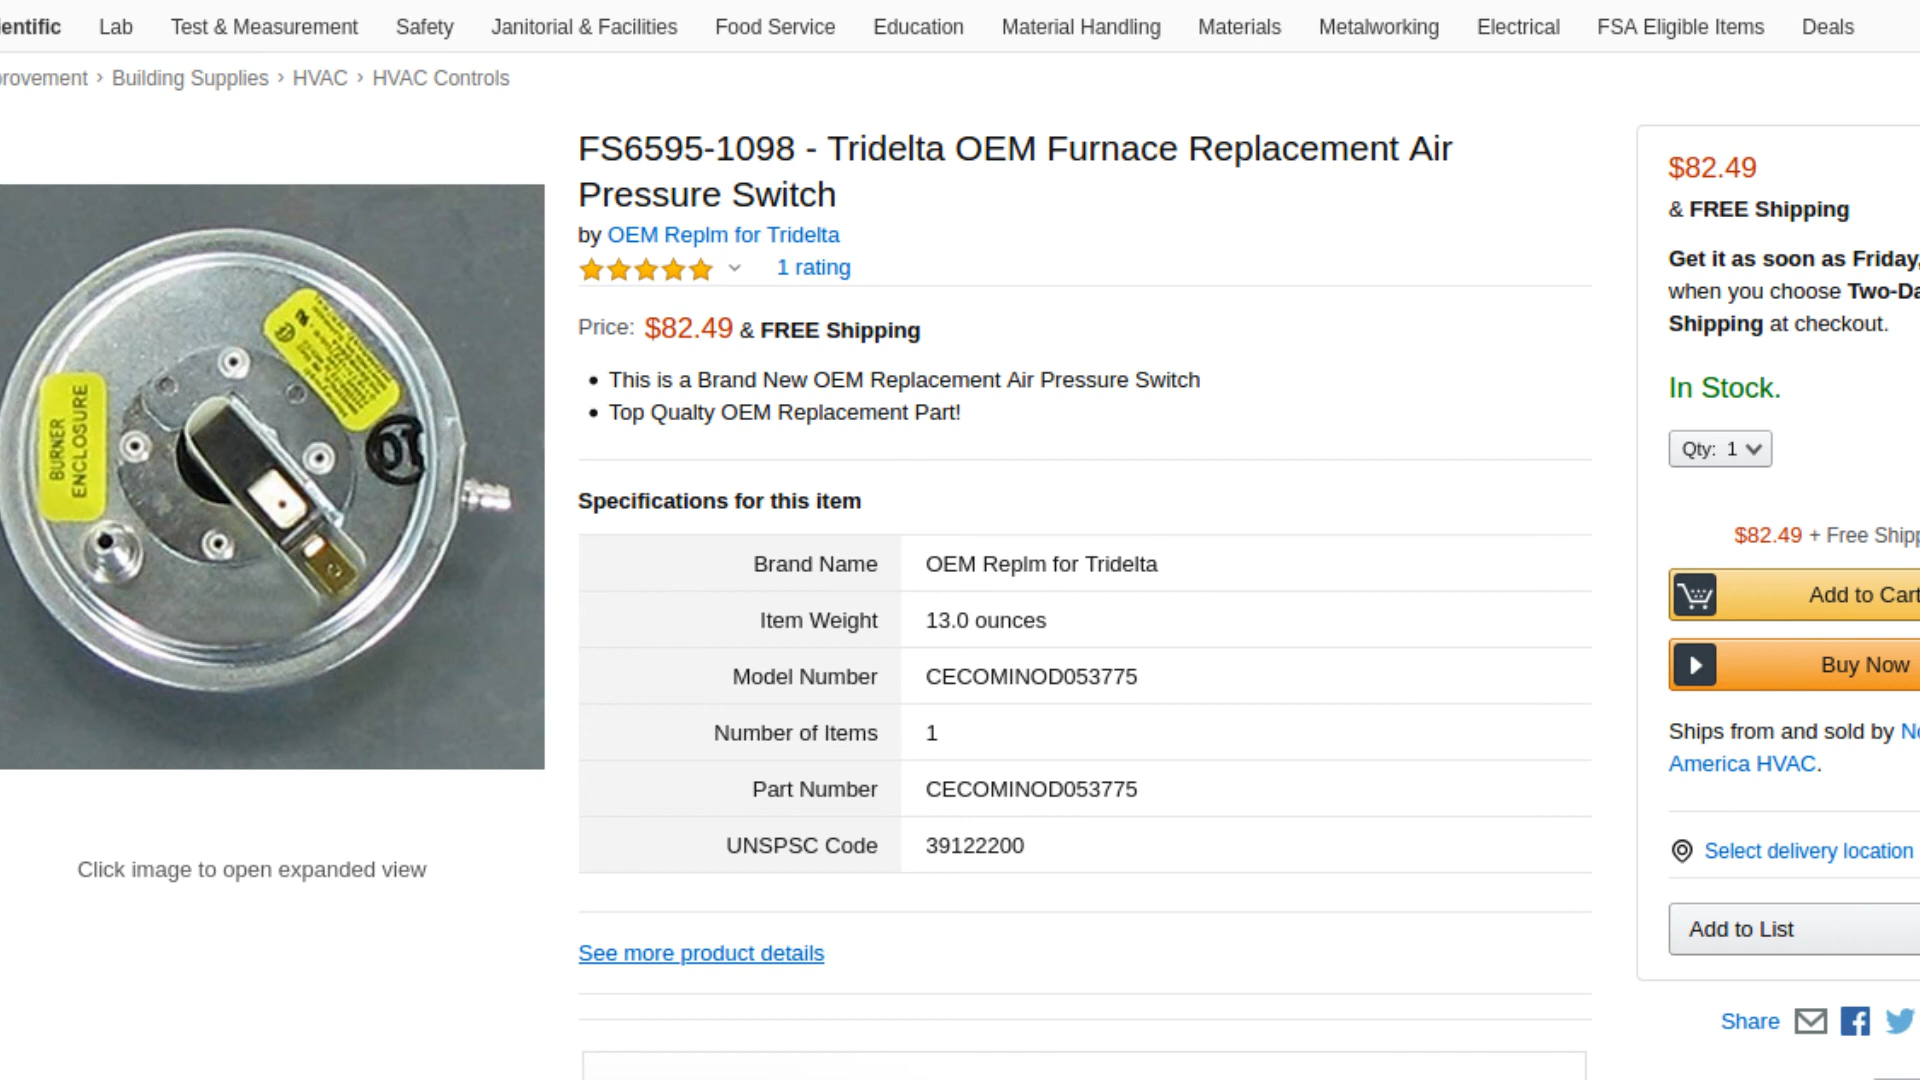 entific Lab Test & Measurement Safety Janitorial & Facilities Food Service Education Material Handling Materials Metalworking Electrical FSA Eligible Items Deals
provement › Building Supplies › HVAC › HVAC Controls
BURNER
ENCLOSURE
10
Click image to open expanded view
FS6595-1098 - Tridelta OEM Furnace Replacement Air
Pressure Switch
by OEM Replm for Tridelta
1 rating
Price: $82.49 & FREE Shipping
• This is a Brand New OEM Replacement Air Pressure Switch
• Top Qualty OEM Replacement Part!
Specifications for this item
Brand Name OEM Replm for Tridelta
Item Weight 13.0 ounces
Model Number CECOMINOD053775
Number of Items 1
Part Number CECOMINOD053775
UNSPSC Code 39122200
See more product details
$82.49
& FREE Shipping
Get it as soon as Friday,
when you choose Two-Da
Shipping at checkout.
In Stock.
Qty: 1
$82.49 + Free Shipp
Add to Cart
Buy Now
Ships from and sold by No
America HVAC.
Select delivery location
Add to List
Share